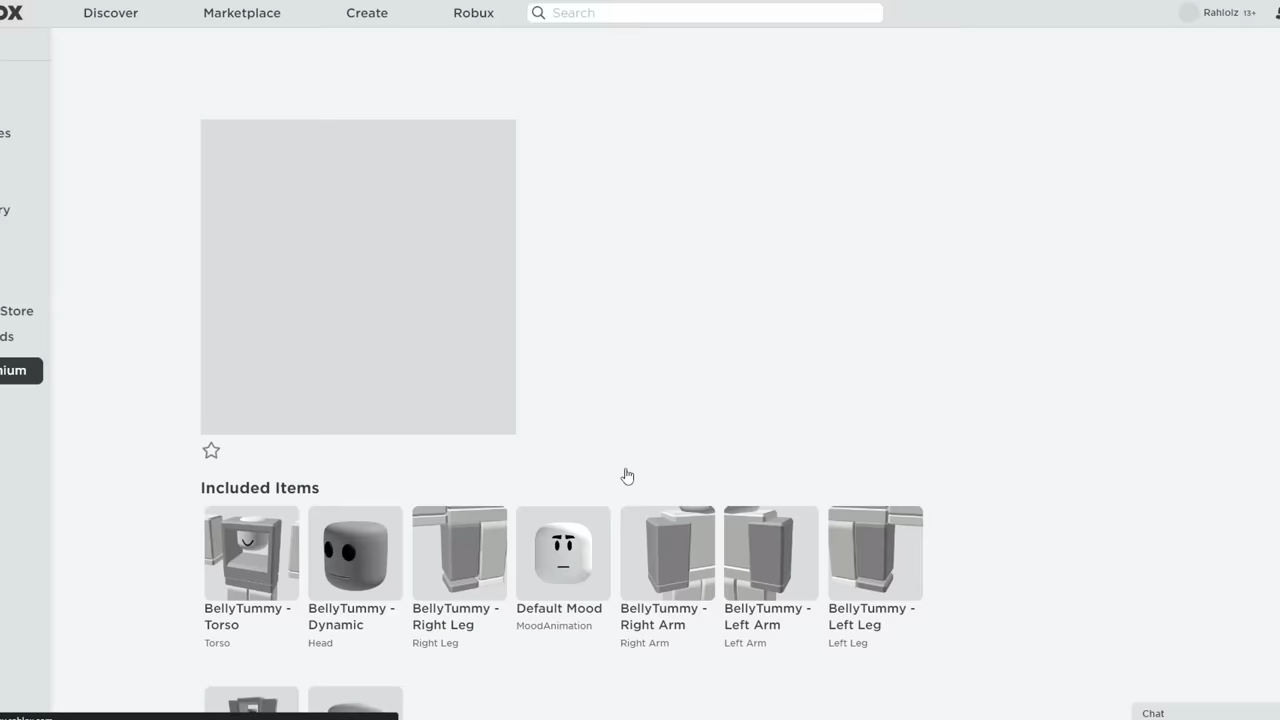 OX
Discover
Marketplace
Create
Robux
Search
Rahlolz 13+
es
ry
Store
ds
nium
Included Items
BellyTummy -
Torso
Torso
BellyTummy -
Dynamic
Head
BellyTummy -
Right Leg
Right Leg
Default Mood
MoodAnimation
BellyTummy -
Right Arm
Right Arm
BellyTummy -
Left Arm
Left Arm
BellyTummy -
Left Leg
Left Leg
Chat